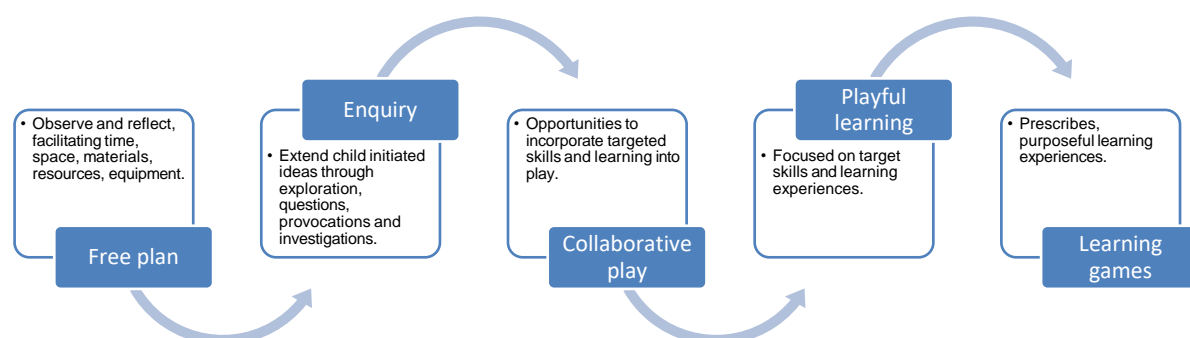 • Observe and reflect,
facilitating time,
space, materials,
resources, equipment.
Free plan
Enquiry
• Extend child initiated
ideas through
exploration,
questions,
provocations and
investigations.
• Opportunities to
incorporate targeted
skills and learning into
play.
Collaborative
play
Playful
learning
• Focused on target
skills and learning
experiences.
• Prescribes,
purposeful learning
experiences.
Learning
games